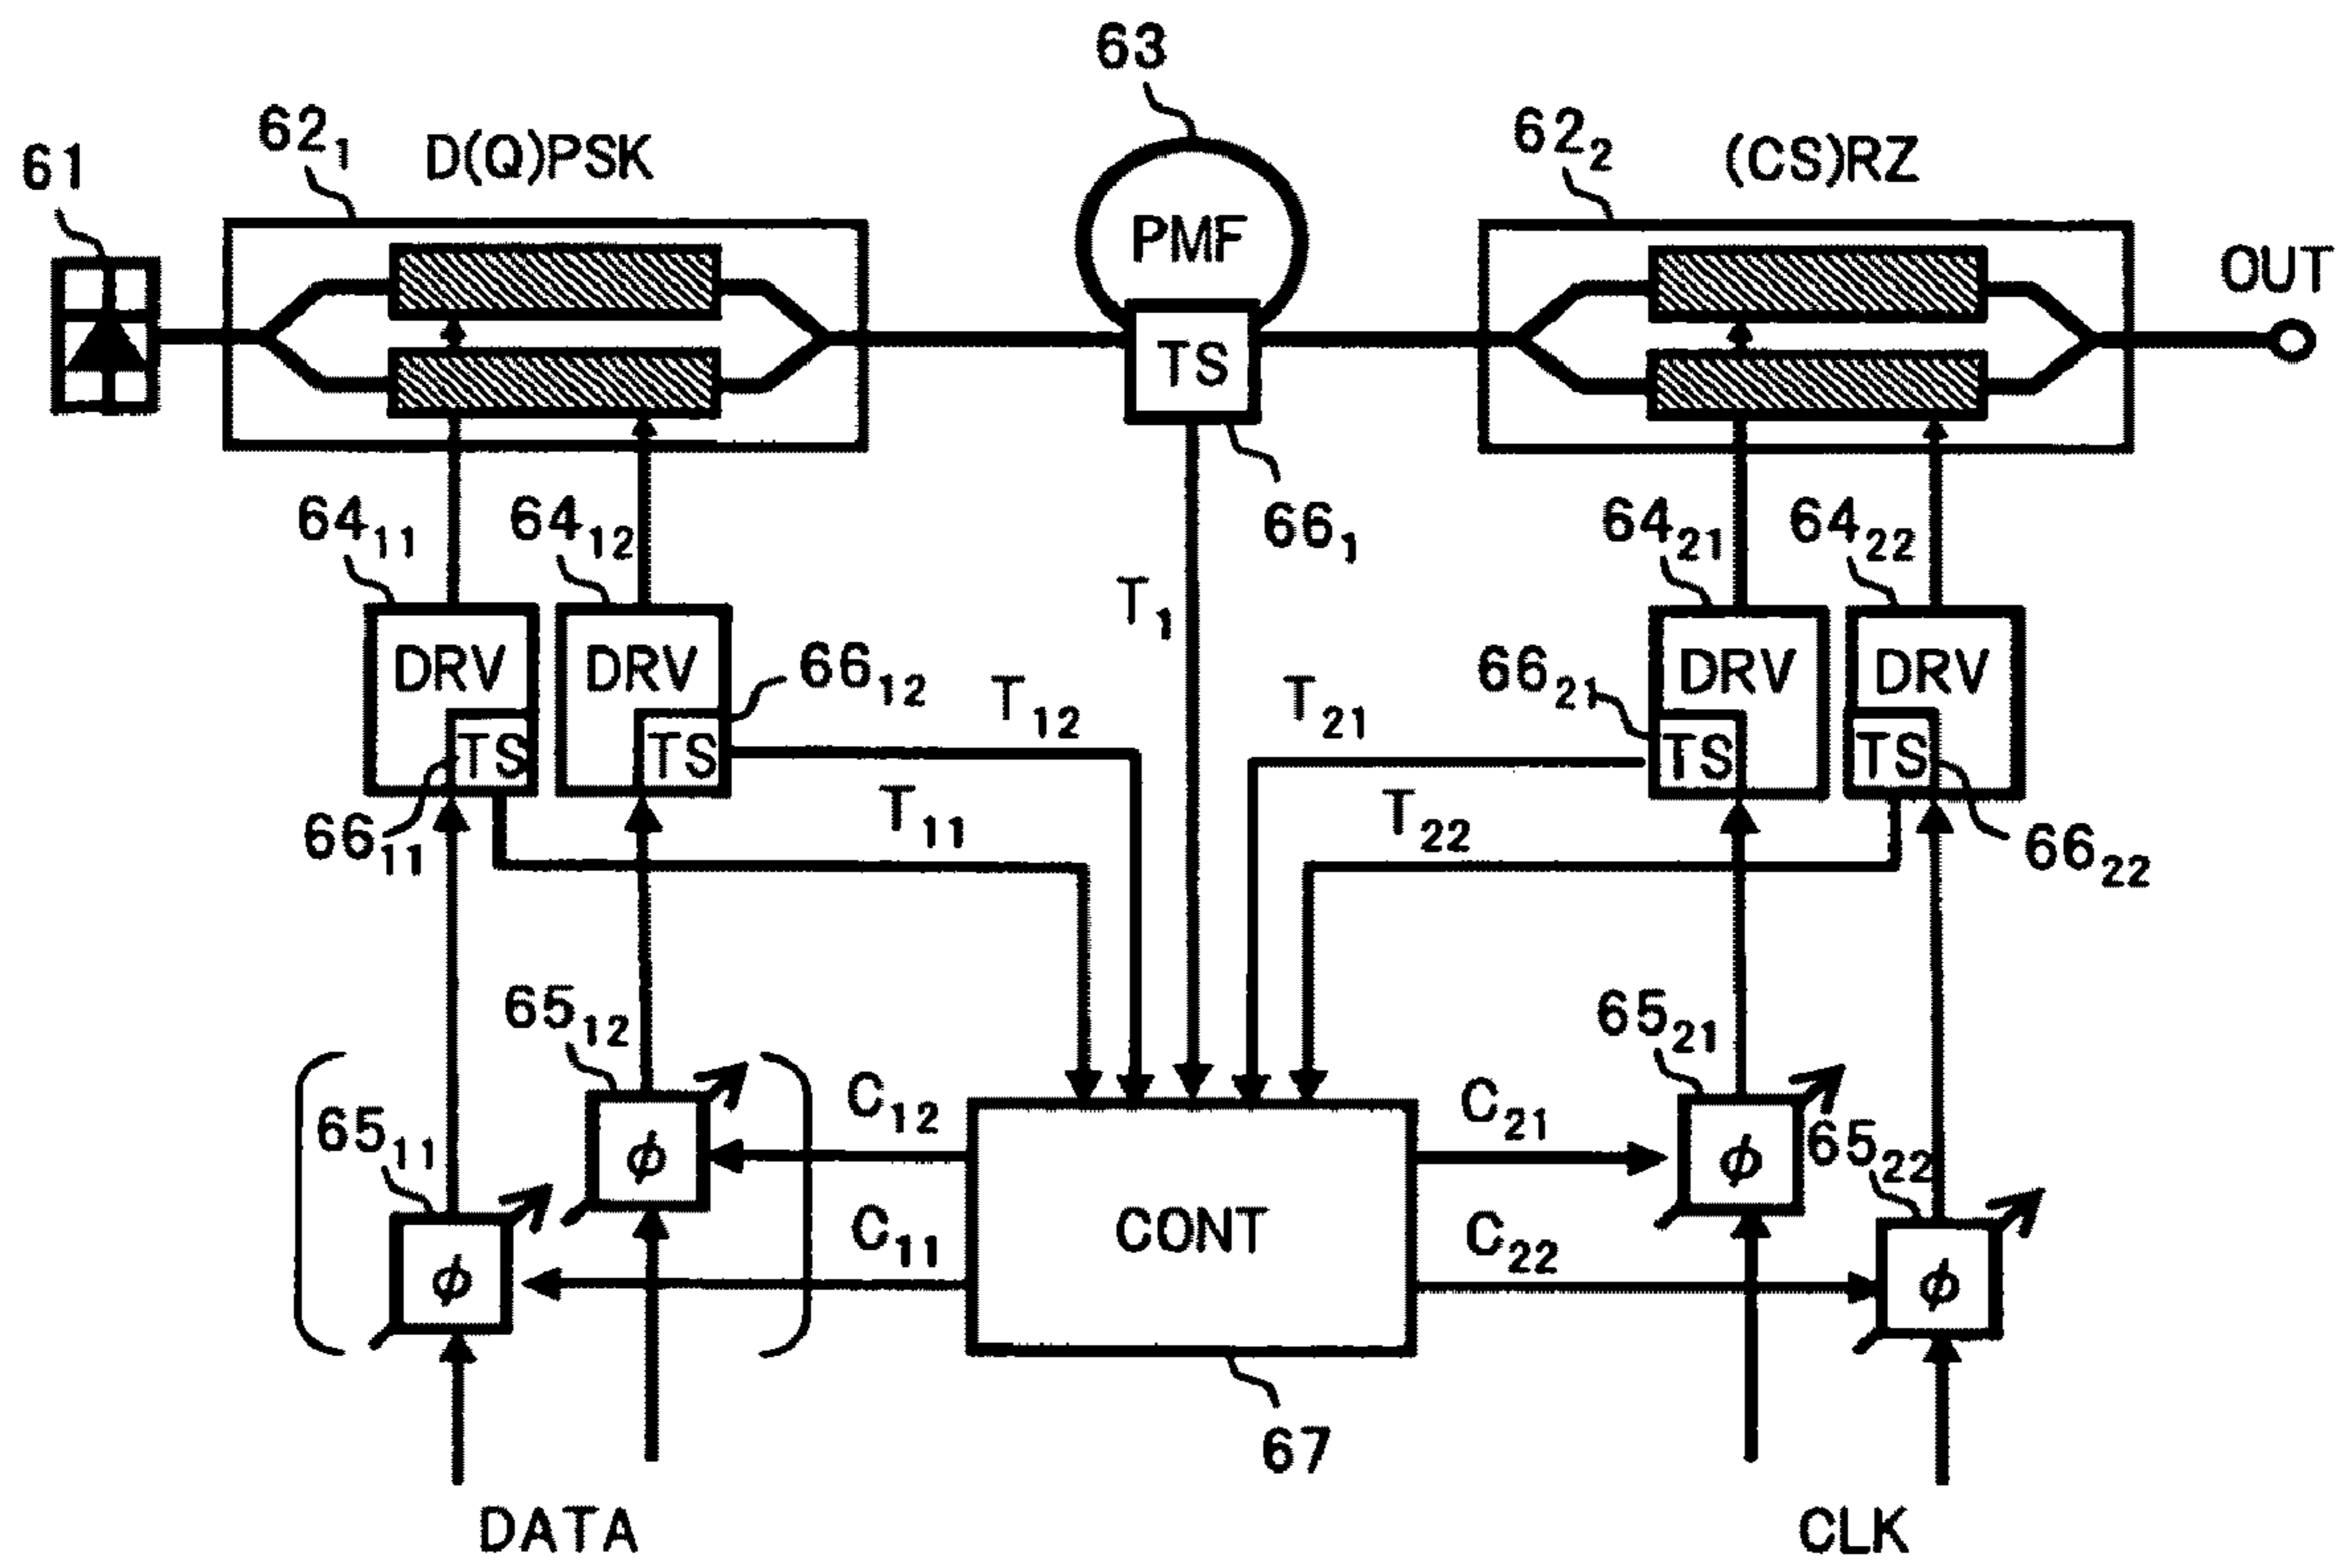 63
61
62₁
D(Q)PSK
62₂
(CS)RZ
PMF
OUT
TS
64₁₁
64₁₂
66₁
64₂₁
64₂₂
T₁
DRV
DRV
66₁₂
T₁₂
T₂₁
66₂₁
DRV
DRV
TS
TS
TS
TS
66₁₁
T₁₁
T₂₂
66₂₂
65₁₂
65₂₁
65₁₁
C₁₂
C₂₁
65₂₂
ϕ
ϕ
C₁₁
CONT
C₂₂
ϕ
ϕ
67
DATA
CLK